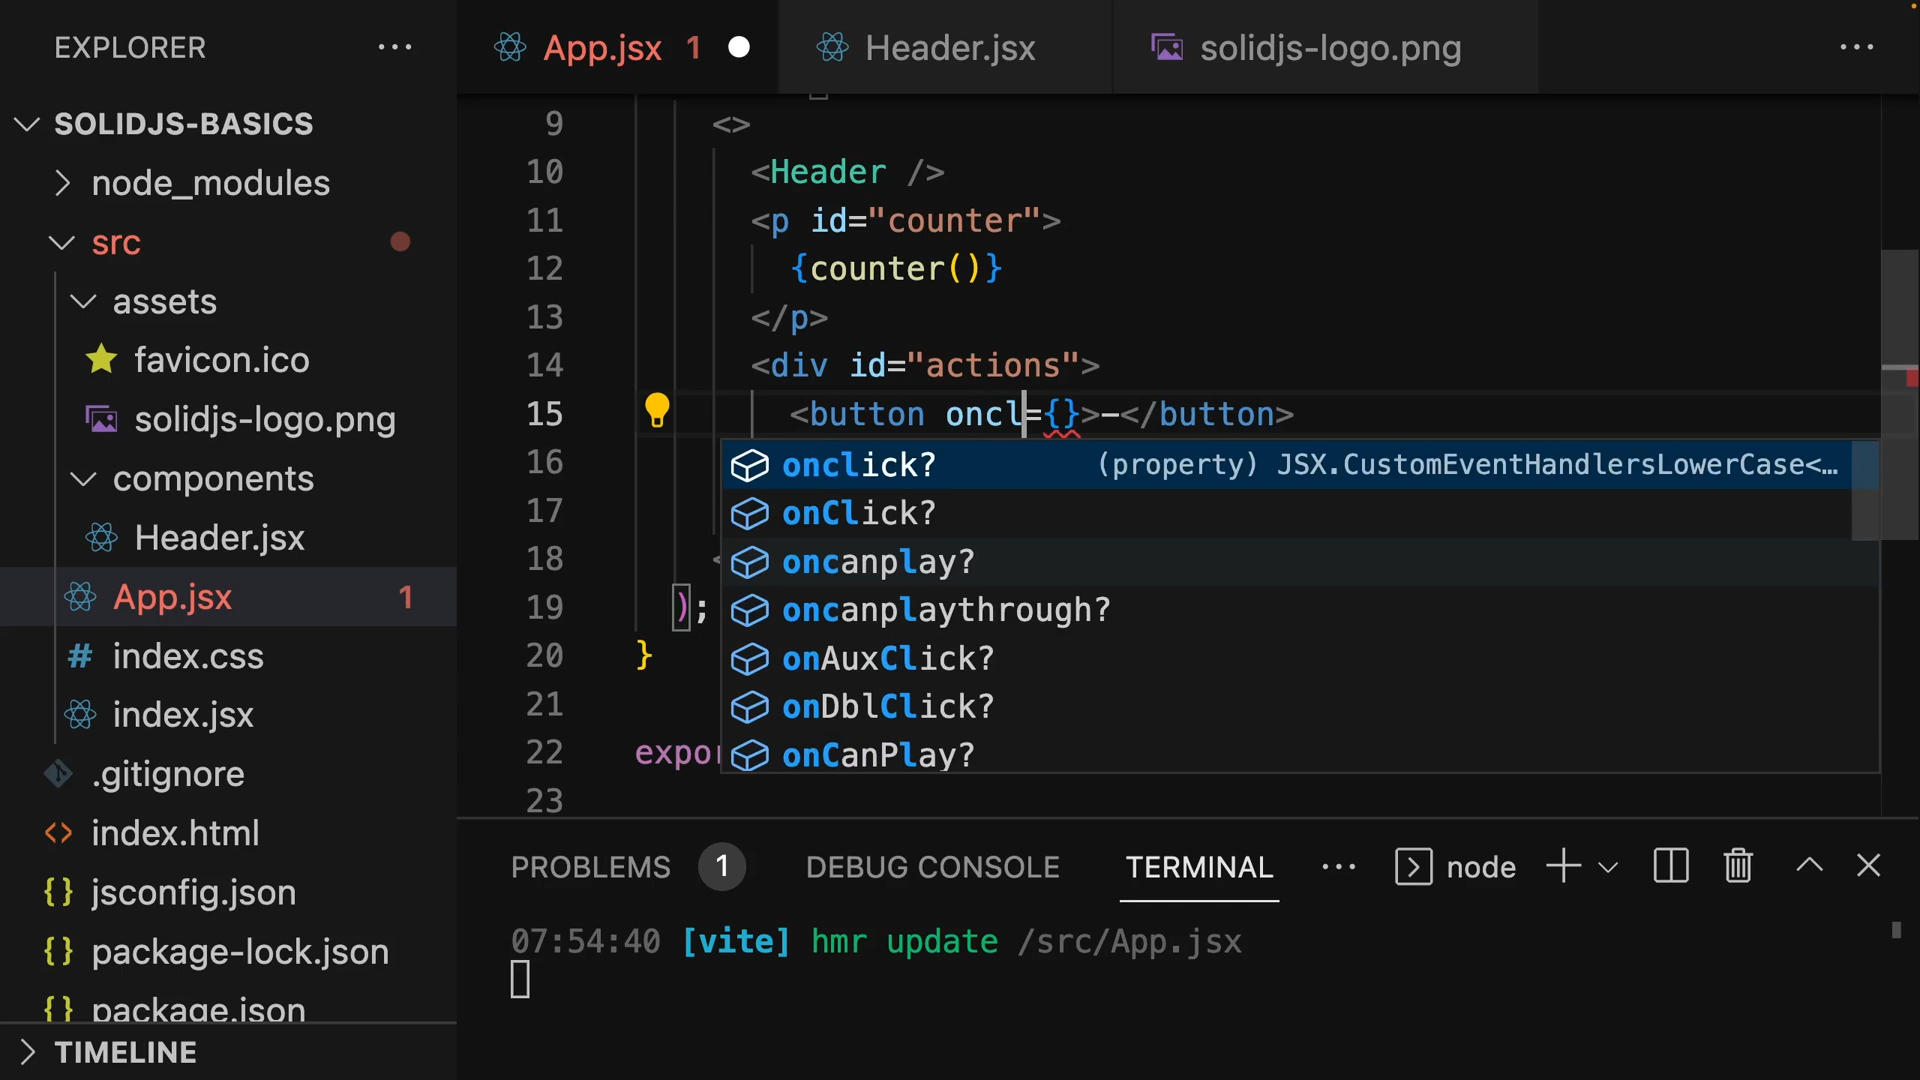 EXPLORER
SOLIDJS-BASICS
node_modules
src
assets
favicon.ico
solidjs-logo.png
components
Header.jsx
App.jsx 1
index.css
index.jsx
.gitignore
index.html
jsconfig.json
package-lock.json
package.json
TIMELINE
App.jsx 1
Header.jsx
solidjs-logo.png
9 <>
10 <Header />
11 <p id="counter">
12 {counter()}
13 </p>
14 <div id="actions">
15 <button oncl={}>-</button>
16
17
18 <
19 );
20 }
21
22 expor
23
onclick? (property) JSX.CustomEventHandlersLowerCase<…
onClick?
oncanplay?
oncanplaythrough?
onAuxClick?
onDblClick?
onCanPlay?
PROBLEMS 1 DEBUG CONSOLE TERMINAL node
07:54:40 [vite] hmr update /src/App.jsx